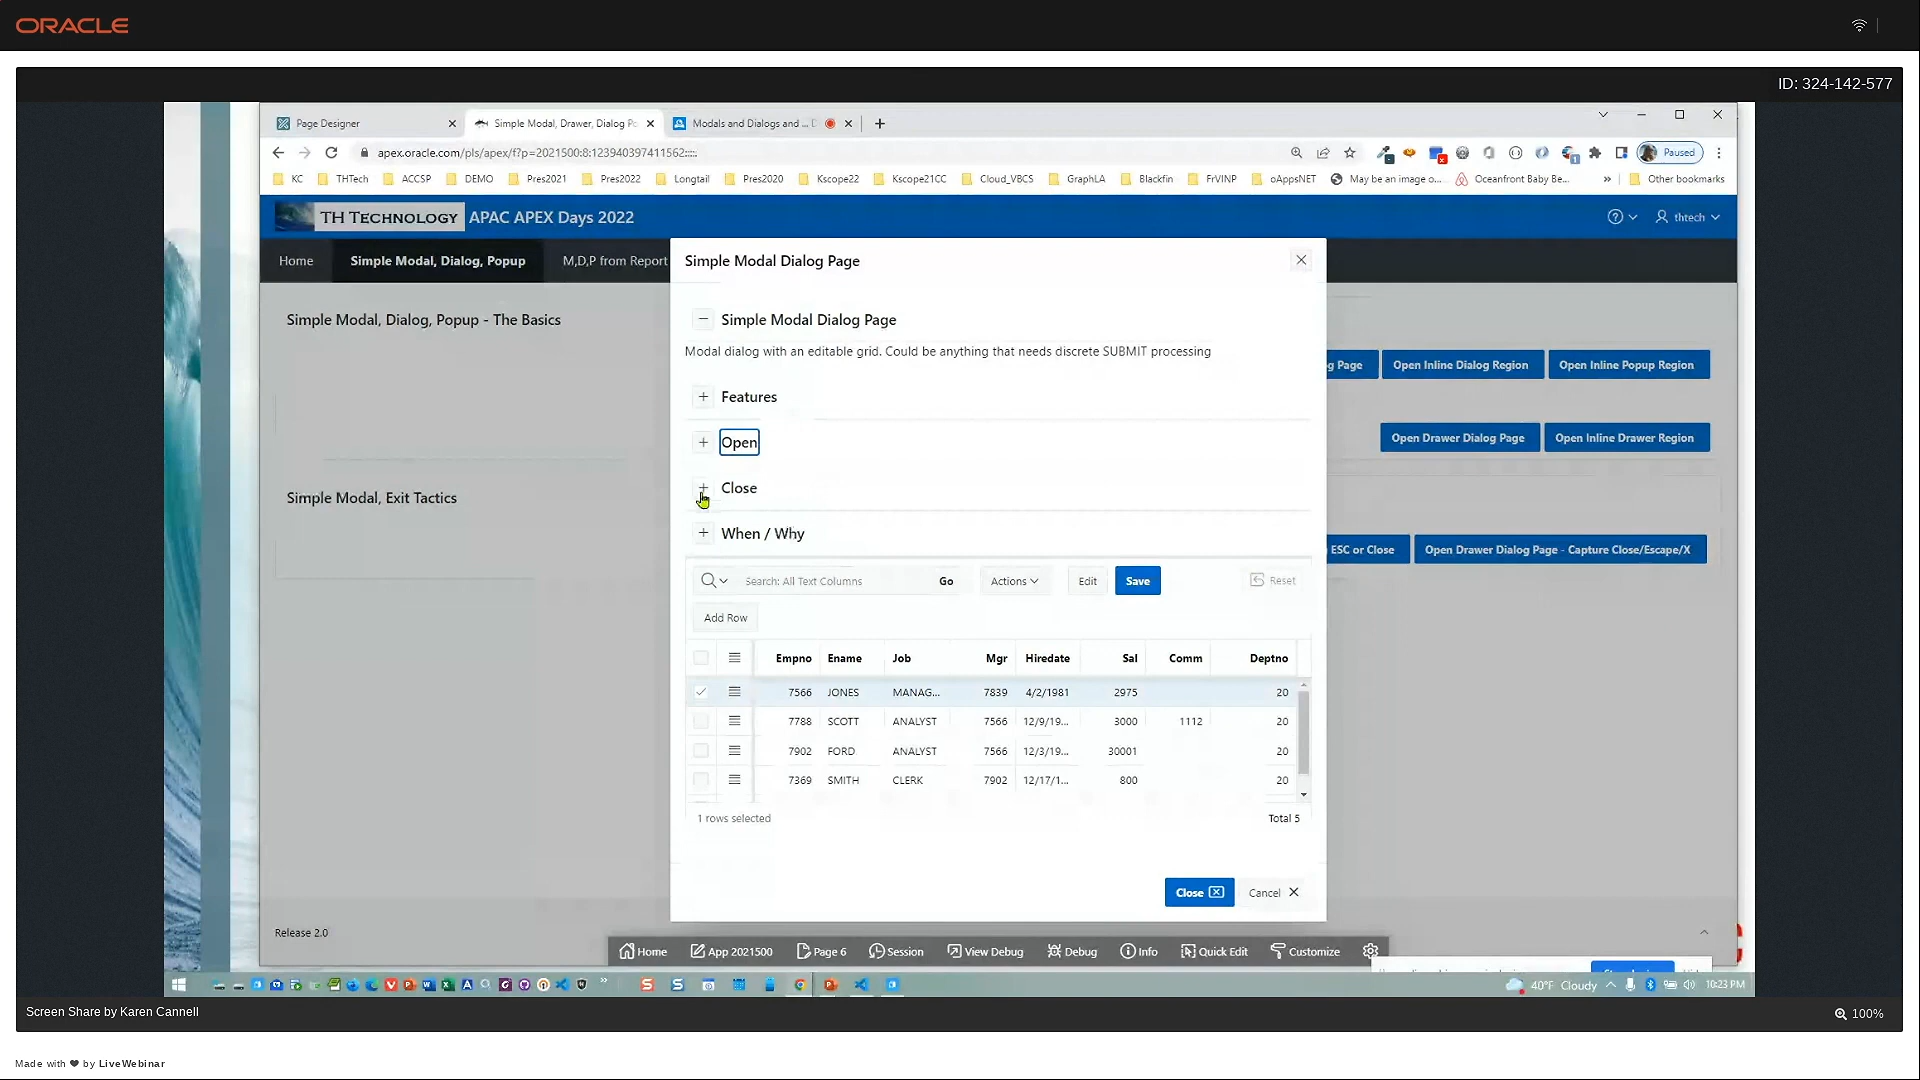 ORACLE
ID: 324-142-577
Page Designer
Simple Modal, Drawer, Dialog Po
Modals and Dialogs and ... D
apex.oracle.com/pls/apex/f?p=2021500:8:123940397411562:::::
Paused
KC THTech ACCSP DEMO Pres2021 Pres2022 Longtail Pres2020 Kscope22 Kscope21CC Cloud_VBCS GraphLA Blackfin FrVINP oAppsNET May be an image o... Oceanfront Baby Be... » Other bookmarks
TH TECHNOLOGY APAC APEX Days 2022
thtech
Home Simple Modal, Dialog, Popup M,D,P from Report
Simple Modal Dialog Page
Simple Modal, Dialog, Popup - The Basics
Simple Modal Dialog Page
Modal dialog with an editable grid. Could be anything that needs discrete SUBMIT processing
g Page Open Inline Dialog Region Open Inline Popup Region
Features
Open
Open Drawer Dialog Page Open Inline Drawer Region
Close
Simple Modal, Exit Tactics
When / Why
ESC or Close Open Drawer Dialog Page - Capture Close/Escape/X
Search: All Text Columns Go Actions Edit Save Reset
Add Row
Empno Ename Job Mgr Hiredate Sal Comm Deptno
7566 JONES MANAG... 7839 4/2/1981 2975 20
7788 SCOTT ANALYST 7566 12/9/19... 3000 1112 20
7902 FORD ANALYST 7566 12/3/19... 30001 20
7369 SMITH CLERK 7902 12/17/1... 800 20
1 rows selected Total 5
Close Cancel
Release 2.0
Home App 2021500 Page 6 Session View Debug Debug Info Quick Edit Customize
40°F Cloudy 10:23 PM
Screen Share by Karen Cannell
100%
Made with ❤ by LiveWebinar